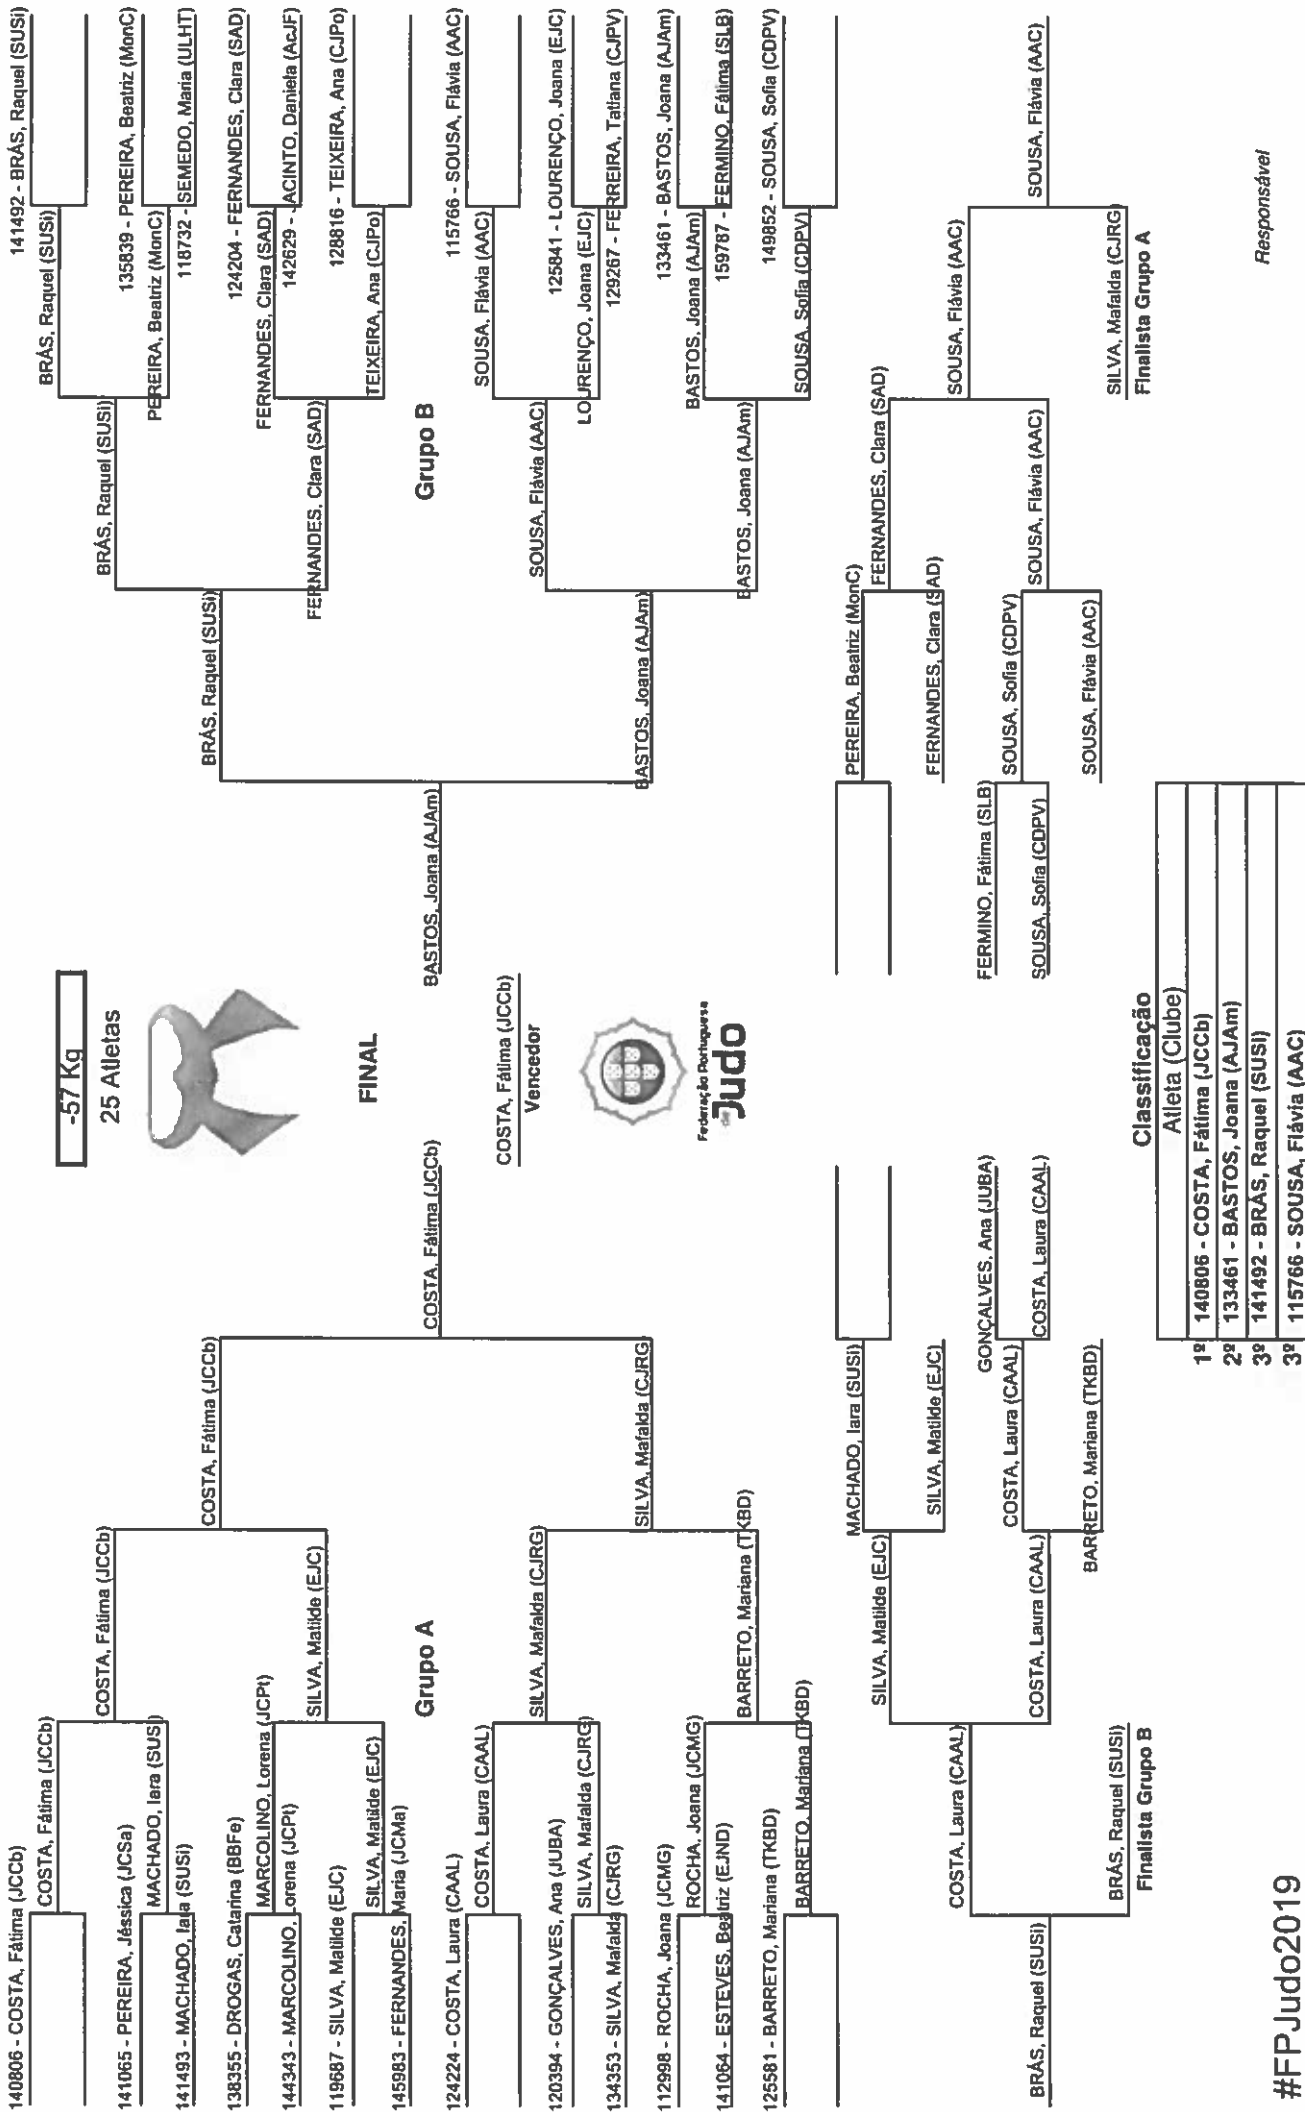 -57 Kg
25 Atletas
FINAL
COSTA, Fátima (JCCb)
Vencedor
Federação Portuguesa
de Judo
140806 - COSTA, Fátima (JCCb)
141065 - PEREIRA, Jéssica (JCSa)
141493 - MACHADO, Iara (SUSi)
138355 - DROGAS, Catarina (BBFe)
144343 - MARCOLINO, Lorena (JCPt)
119687 - SILVA, Matilde (EJC)
145983 - FERNANDES, Maria (JCMa)
124224 - COSTA, Laura (CAAL)
120394 - GONÇALVES, Ana (JUBA)
134353 - SILVA, Mafalda (CJRG)
112998 - ROCHA, Joana (JCMG)
141064 - ESTEVES, Beatriz (EJND)
125581 - BARRETO, Mariana (TKBD)
COSTA, Fátima (JCCb)
MACHADO, Iara (SUSi)
MARCOLINO, Lorena (JCPt)
SILVA, Matilde (EJC)
COSTA, Laura (CAAL)
SILVA, Mafalda (CJRG)
ROCHA, Joana (JCMG)
BARRETO, Mariana (TKBD)
COSTA, Fátima (JCCb)
SILVA, Matilde (EJC)
Grupo A
SILVA, Mafalda (CJRG)
BARRETO, Mariana (TKBD)
COSTA, Fátima (JCCb)
SILVA, Mafalda (CJRG)
COSTA, Fátima (JCCb)
BASTOS, Joana (AJAm)
BRÁS, Raquel (SUSi)
BASTOS, Joana (AJAm)
BRÁS, Raquel (SUSi)
FERNANDES, Clara (SAD)
Grupo B
SOUSA, Flávia (AAC)
BASTOS, Joana (AJAm)
BRÁS, Raquel (SUSi)
PEREIRA, Beatriz (MonC)
FERNANDES, Clara (SAD)
TEIXEIRA, Ana (CJPo)
SOUSA, Flávia (AAC)
LOURENÇO, Joana (EJC)
BASTOS, Joana (AJAm)
SOUSA, Sofia (CDPV)
141492 - BRÁS, Raquel (SUSi)
135839 - PEREIRA, Beatriz (MonC)
118732 - SEMEDO, Maria (ULHT)
124204 - FERNANDES, Clara (SAD)
142629 - JACINTO, Daniela (AcJF)
128816 - TEIXEIRA, Ana (CJPo)
115766 - SOUSA, Flávia (AAC)
125841 - LOURENÇO, Joana (EJC)
129267 - FERREIRA, Tatiana (CJPV)
133461 - BASTOS, Joana (AJAm)
159787 - FERMINO, Fátima (SLB)
149852 - SOUSA, Sofia (CDPV)
BRÁS, Raquel (SUSi)
COSTA, Laura (CAAL)
BRÁS, Raquel (SUSi)
Finalista Grupo B
SILVA, Matilde (EJC)
COSTA, Laura (CAAL)
MACHADO, Iara (SUSi)
SILVA, Matilde (EJC)
COSTA, Laura (CAAL)
BARRETO, Mariana (TKBD)
GONÇALVES, Ana (JUBA)
COSTA, Laura (CAAL)
FERMINO, Fátima (SLB)
SOUSA, Sofia (CDPV)
PEREIRA, Beatriz (MonC)
FERNANDES, Clara (SAD)
SOUSA, Sofia (CDPV)
SOUSA, Flávia (AAC)
FERNANDES, Clara (SAD)
SOUSA, Flávia (AAC)
SOUSA, Flávia (AAC)
SILVA, Mafalda (CJRG)
Finalista Grupo A
SOUSA, Flávia (AAC)
Classificação
Atleta (Clube)
1º 140806 - COSTA, Fátima (JCCb)
2º 133461 - BASTOS, Joana (AJAm)
3º 141492 - BRÁS, Raquel (SUSi)
3º 115766 - SOUSA, Flávia (AAC)
Responsável
#FPJudo2019